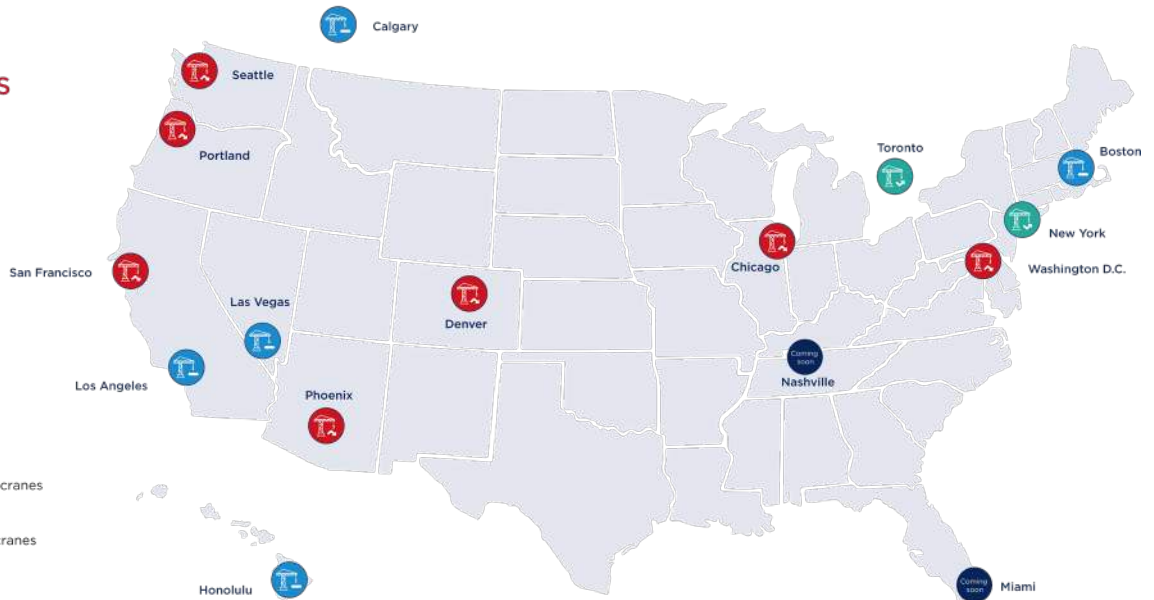 Calgary
S
Seattle
Portland
Toronto
Boston
New York
San Francisco
Chicago
Washington D.C.
Las Vegas
Denver
Coming
soon
Nashville
Los Angeles
Phoenix
cranes
cranes
Honolulu
Coming
soon
Miami